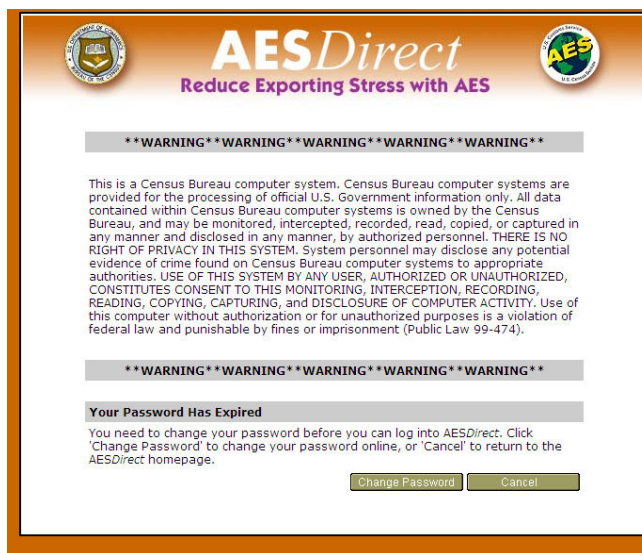 AESDirect
Reduce Exporting Stress with AES
AES
**WARNING**WARNING**WARNING**WARNING**WARNING**
This is a Census Bureau computer system. Census Bureau computer systems are
provided for the processing of official U.S. Government information only. All data
contained within Census Bureau computer systems is owned by the Census
Bureau, and may be monitored, intercepted, recorded, read, copied, or captured in
any manner and disclosed in any manner, by authorized personnel. THERE IS NO
RIGHT OF PRIVACY IN THIS SYSTEM. System personnel may disclose any potential
evidence of crime found on Census Bureau computer systems to appropriate
authorities. USE OF THIS SYSTEM BY ANY USER, AUTHORIZED OR UNAUTHORIZED,
CONSTITUTES CONSENT TO THIS MONITORING, INTERCEPTION, RECORDING,
READING, COPYING, CAPTURING, and DISCLOSURE OF COMPUTER ACTIVITY. Use of
this computer without authorization or for unauthorized purposes is a violation of
federal law and punishable by fines or imprisonment (Public Law 99-474).
**WARNING**WARNING**WARNING**WARNING**WARNING**
Your Password Has Expired
You need to change your password before you can log into AESDirect. Click
'Change Password' to change your password online, or 'Cancel' to return to the
AESDirect homepage.
Change Password Cancel